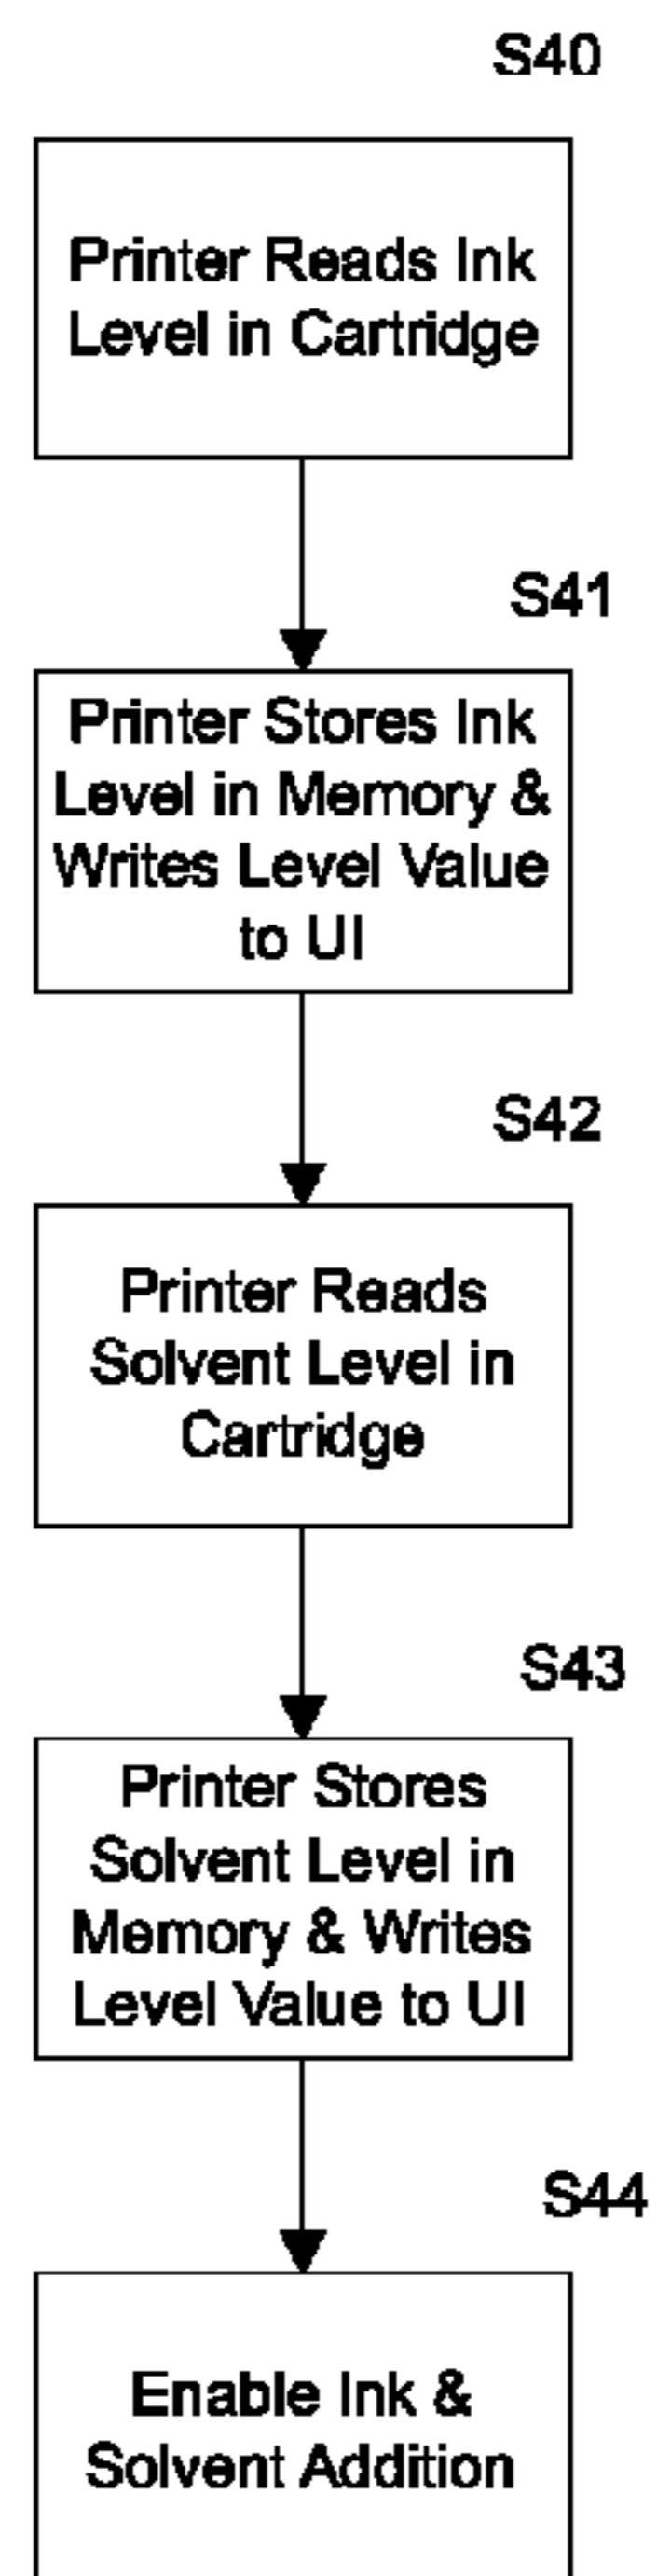 S40
Printer Reads Ink
Level in Cartridge
S41
Printer Stores Ink
Level in Memory &
Writes Level Value
to UI
S42
Printer Reads
Solvent Level in
Cartridge
S43
Printer Stores
Solvent Level in
Memory & Writes
Level Value to UI
S44
Enable Ink &
Solvent Addition